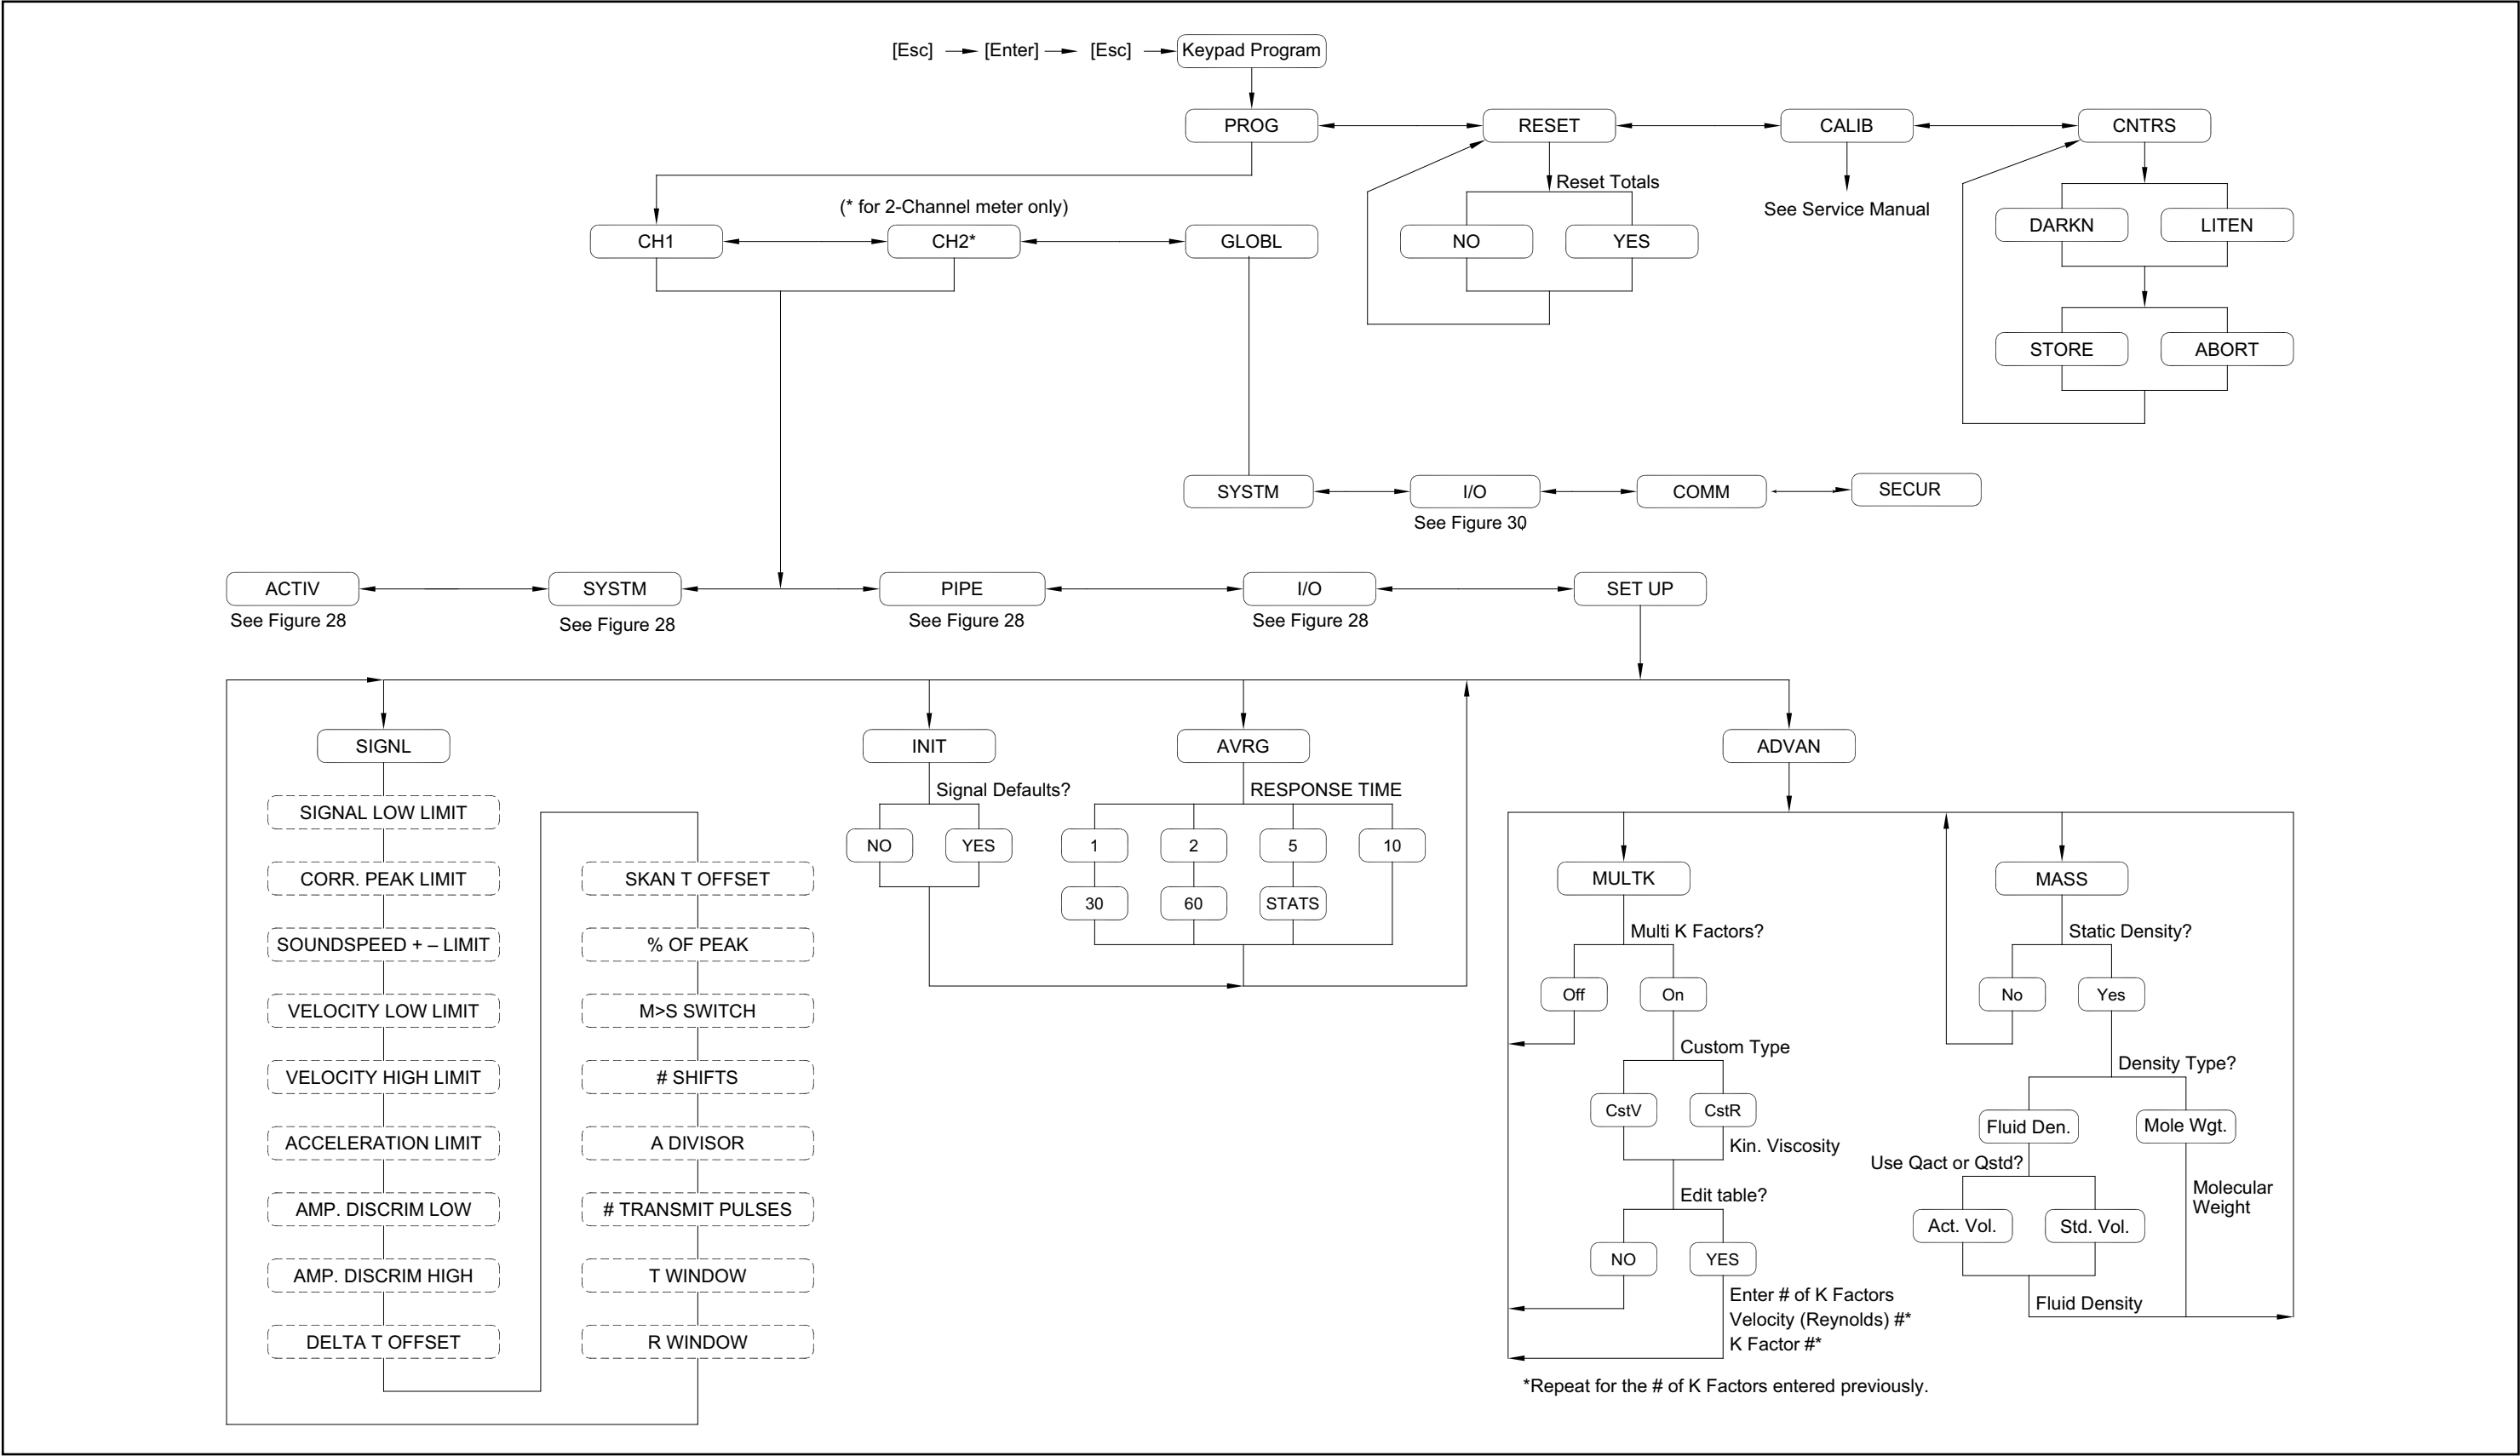 [Esc] [Enter] [Esc] Keypad Program
PROG RESET CALIB CNTRS
Reset Totals
See Service Manual
(* for 2-Channel meter only)
CH1 CH2* GLOBL
NO YES
DARKN LITEN
STORE ABORT
SYSTM I/O COMM SECUR
See Figure 30
ACTIV SYSTM PIPE I/O SET UP
See Figure 28 See Figure 28 See Figure 28 See Figure 28
SIGNL INIT AVRG ADVAN
SIGNAL LOW LIMIT
CORR. PEAK LIMIT
SOUNDSPEED + – LIMIT
VELOCITY LOW LIMIT
VELOCITY HIGH LIMIT
ACCELERATION LIMIT
AMP. DISCRIM LOW
AMP. DISCRIM HIGH
DELTA T OFFSET
SKAN T OFFSET
% OF PEAK
M>S SWITCH
# SHIFTS
A DIVISOR
# TRANSMIT PULSES
T WINDOW
R WINDOW
Signal Defaults?
NO YES
RESPONSE TIME
1 2 5 10
30 60 STATS
MULTK
Multi K Factors?
Off On
Custom Type
CstV CstR
Kin. Viscosity
Edit table?
NO YES
Enter # of K Factors
Velocity (Reynolds) #*
K Factor #*
*Repeat for the # of K Factors entered previously.
MASS
Static Density?
No Yes
Density Type?
Fluid Den. Mole Wgt.
Use Qact or Qstd?
Act. Vol. Std. Vol.
Molecular
Weight
Fluid Density